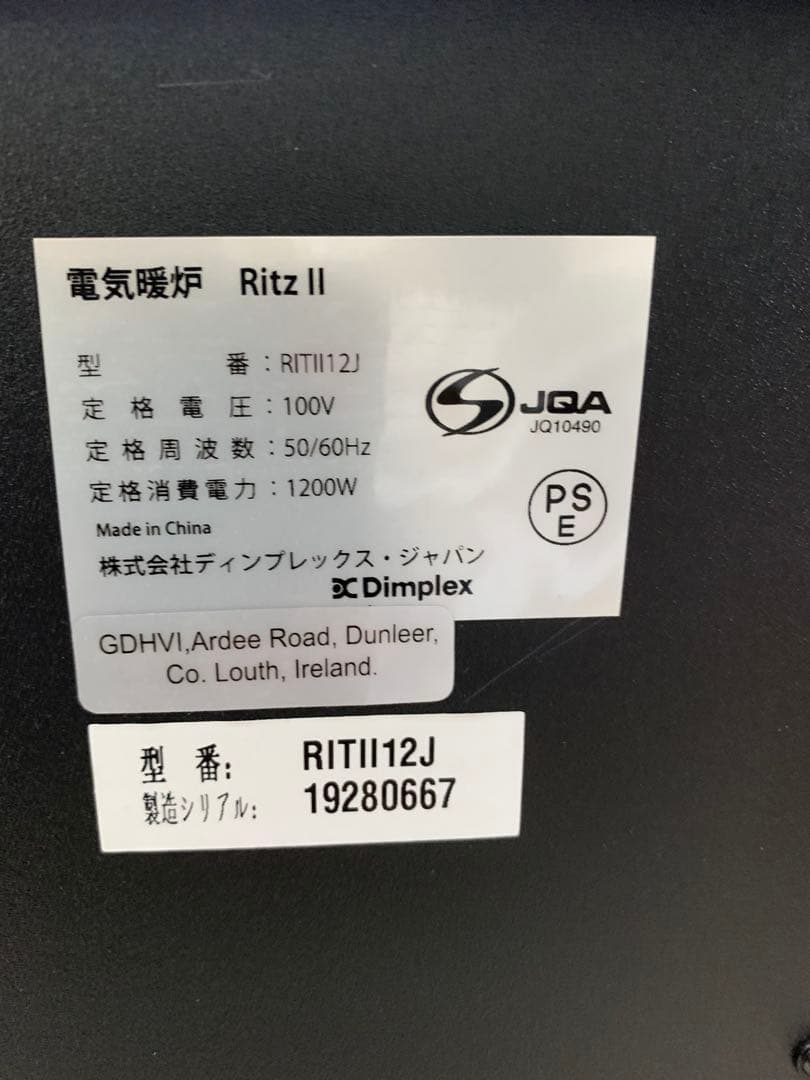 電気暖炉 Ritz II
型番：RITII12J
定格電圧：100V
定格周波数：50/60Hz
定格消費電力：1200W
Made in China
株式会社ディンプレックス・ジャパン
Dimplex
JQA
JQ10490
PS
E
GDHVI,Ardee Road, Dunleer,
Co. Louth, Ireland.
型番: RITII12J
製造シリアル: 19280667